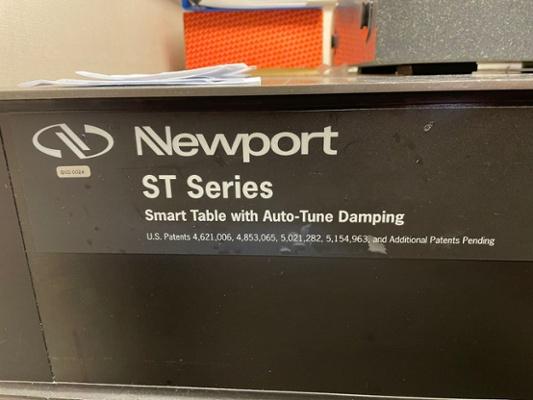 Newport
ST Series
Smart Table with Auto-Tune Damping
U.S. Patents 4,621,006, 4,853,065, 5,021,282, 5,154,963, and Additional Patents Pending